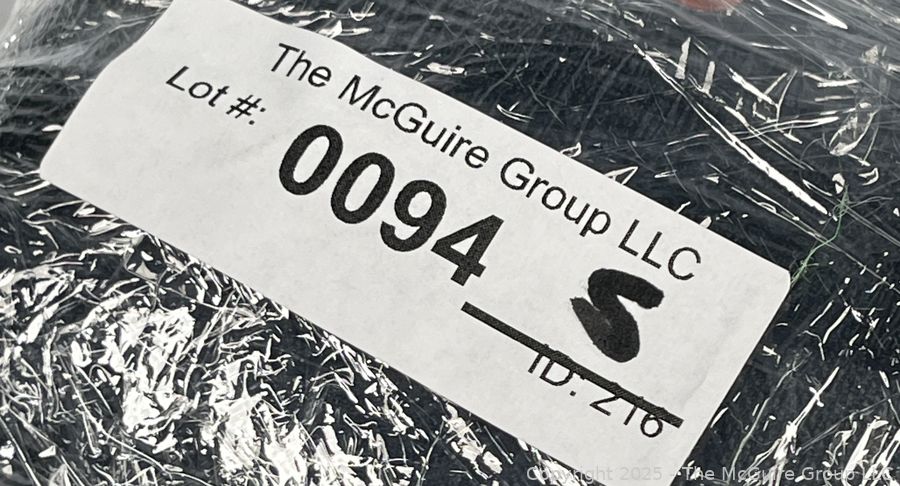 The McGuire Group LLC
Lot #:
0094
S
ID: 216
Copyright 2025 - The McGuire Group LLC